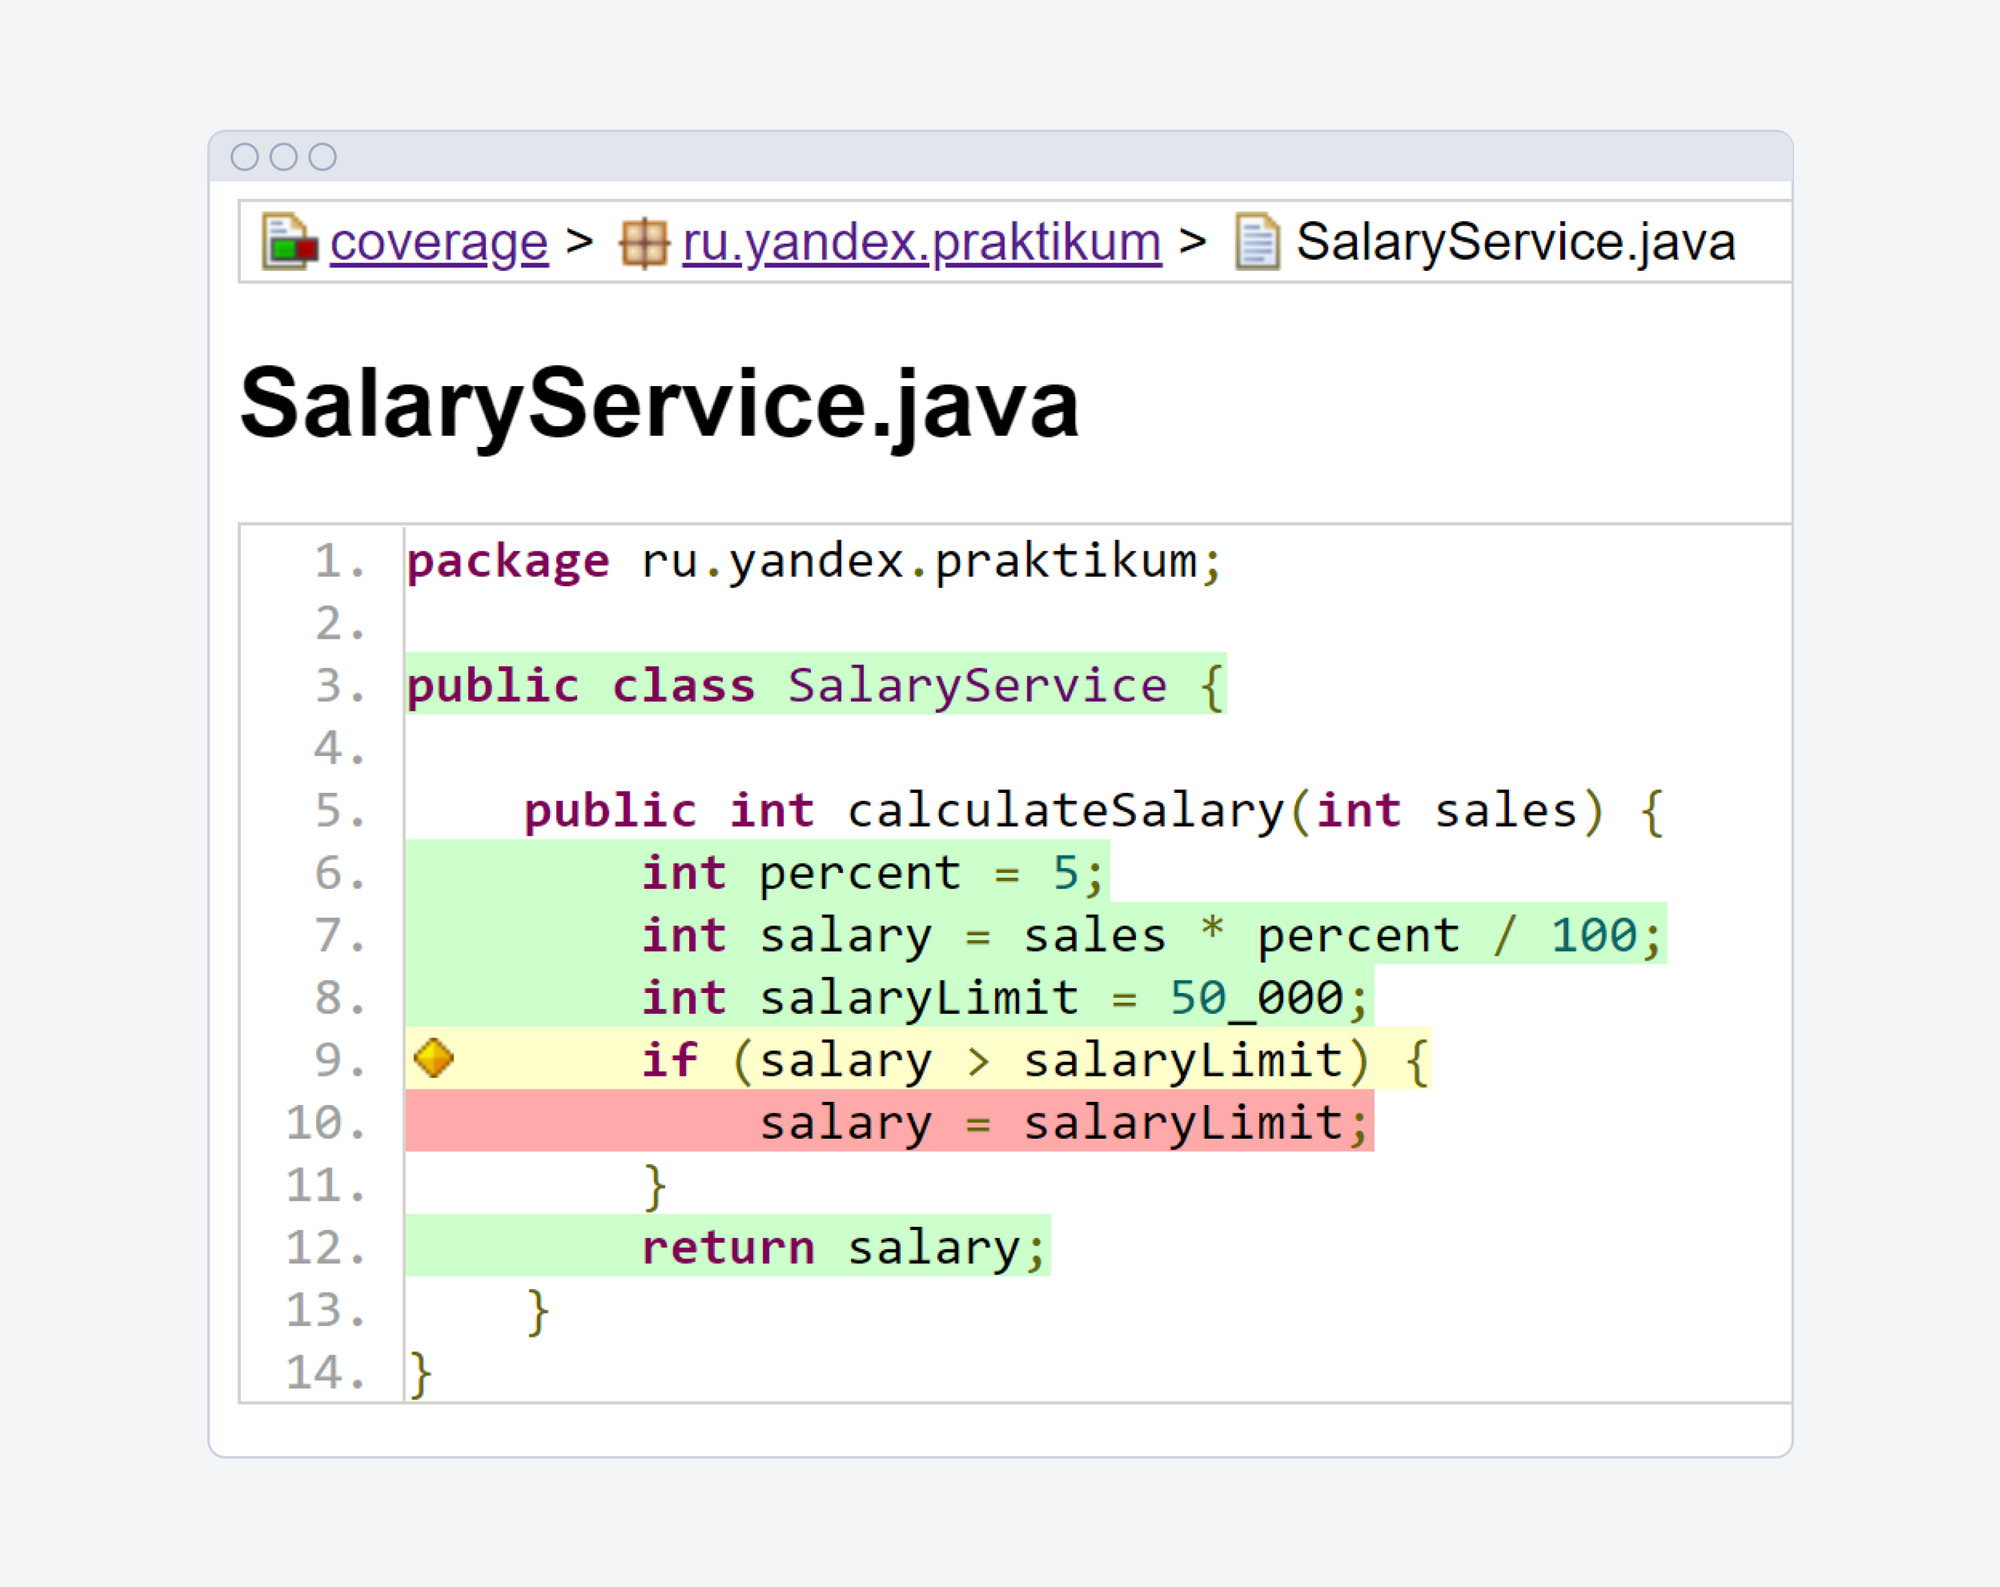 coverage > ru.yandex.praktikum > SalaryService.java
SalaryService.java
1. package ru.yandex.praktikum;
2.
3. public class SalaryService {
4.
5.     public int calculateSalary(int sales) {
6.         int percent = 5;
7.         int salary = sales * percent / 100;
8.         int salaryLimit = 50_000;
9.         if (salary > salaryLimit) {
10.             salary = salaryLimit;
11.         }
12.         return salary;
13.     }
14. }